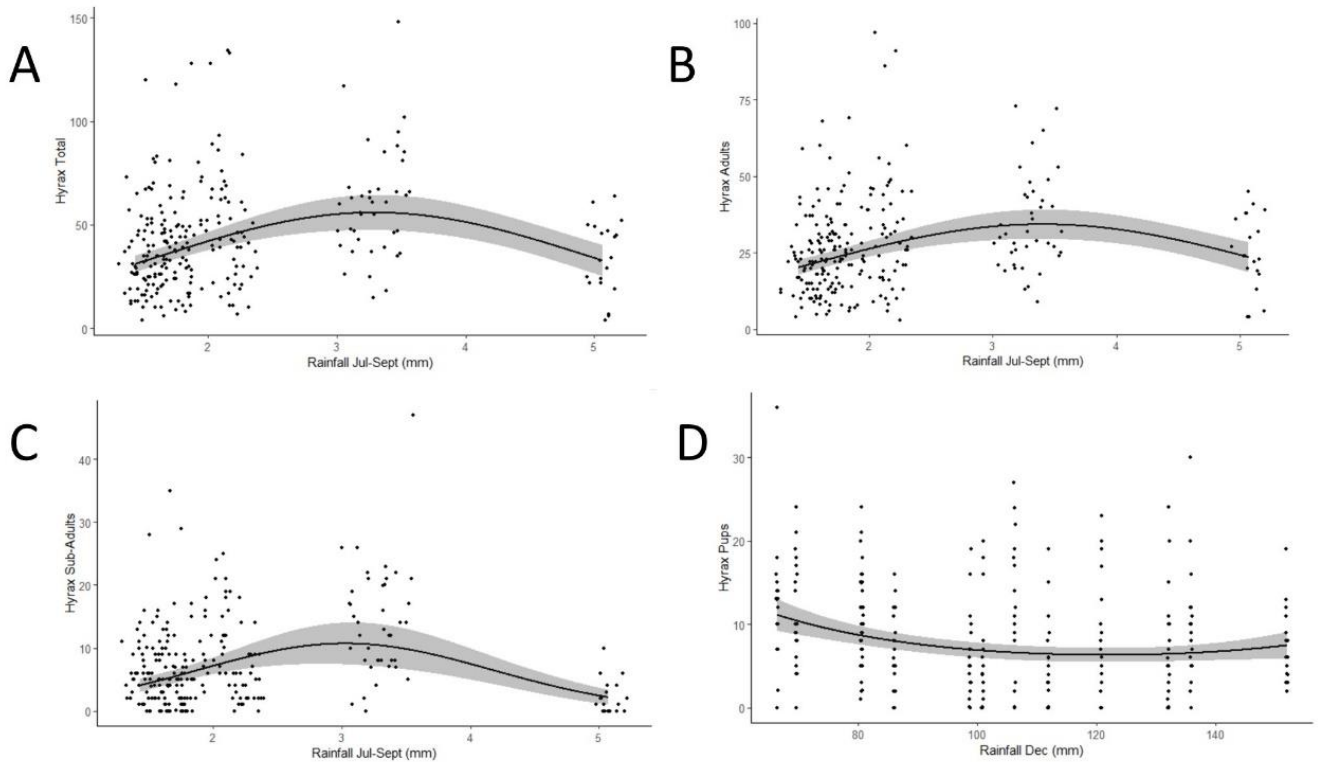 A
150
100
50
0
Hyrax Total
2
3
4
5
Rainfall Jul-Sept (mm)
B
100
75
50
25
0
Hyrax Adults
2
3
4
5
Rainfall Jul-Sept (mm)
C
40
30
20
10
0
Hyrax Sub-Adults
2
3
4
5
Rainfall Jul-Sept (mm)
D
30
20
10
0
Hyrax Pups
80
100
120
140
Rainfall Dec (mm)